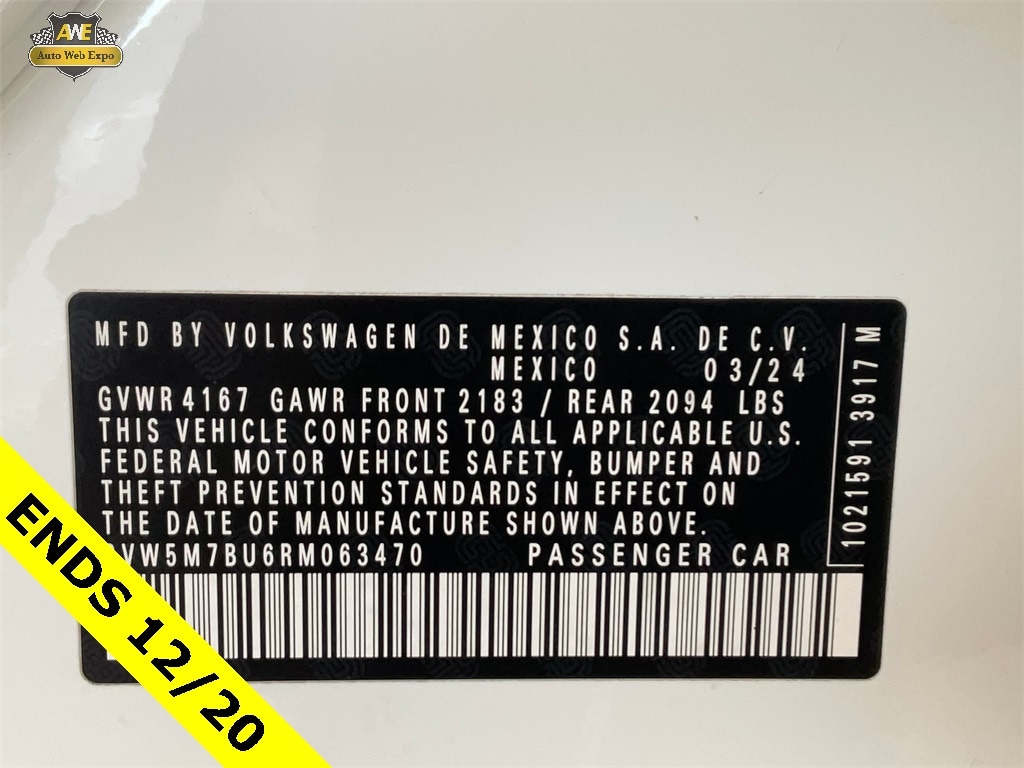 AWE
Auto Web Expo
MFD BY VOLKSWAGEN DE MEXICO S.A. DE C.V.
MEXICO 03/24
GVWR 4167 GAWR FRONT 2183 / REAR 2094 LBS
THIS VEHICLE CONFORMS TO ALL APPLICABLE U.S.
FEDERAL MOTOR VEHICLE SAFETY, BUMPER AND
THEFT PREVENTION STANDARDS IN EFFECT ON
THE DATE OF MANUFACTURE SHOWN ABOVE.
VW5M7BU6RM063470 PASSENGER CAR
1021591 3917 M
ENDS 12/20